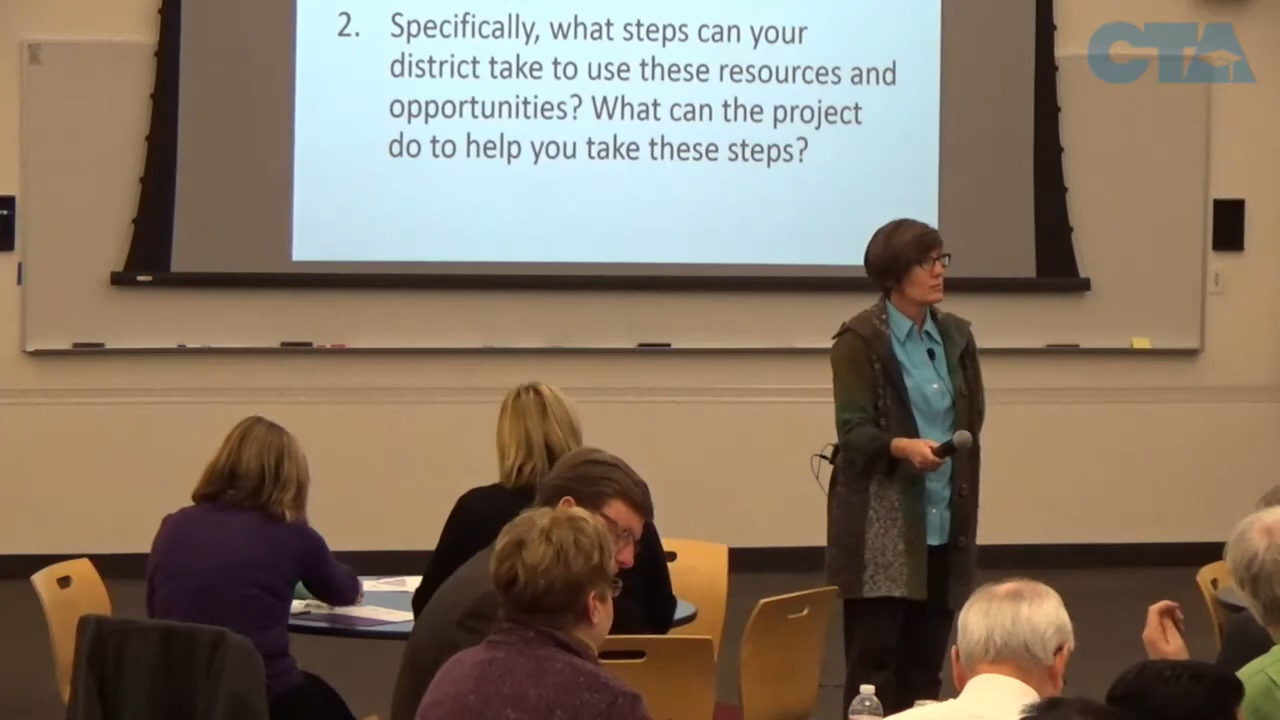 CTA
2. Specifically, what steps can your
district take to use these resources and
opportunities? What can the project
do to help you take these steps?